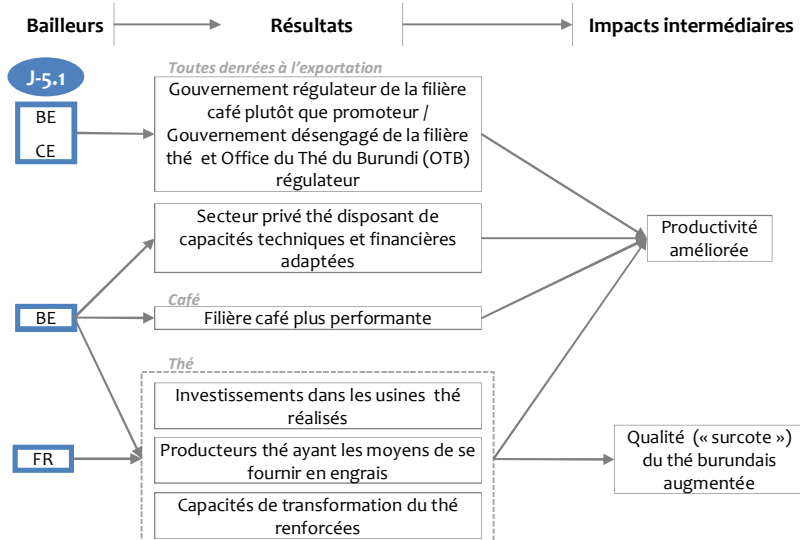 Bailleurs
Résultats
Impacts intermédiaires
J-5.1
BE
CE
Toutes denrées à l'exportation
Gouvernement régulateur de la filière
café plutôt que promoteur /
Gouvernement désengagé de la filière
thé et Office du Thé du Burundi (OTB)
régulateur
Secteur privé thé disposant de
capacités techniques et financières
adaptées
Productivité
améliorée
BE
Café
Filière café plus performante
Thé
Investissements dans les usines thé
réalisés
FR
Producteurs thé ayant les moyens de se
fournir en engrais
Capacités de transformation du thé
renforcées
Qualité (« surcote »)
du thé burundais
augmentée